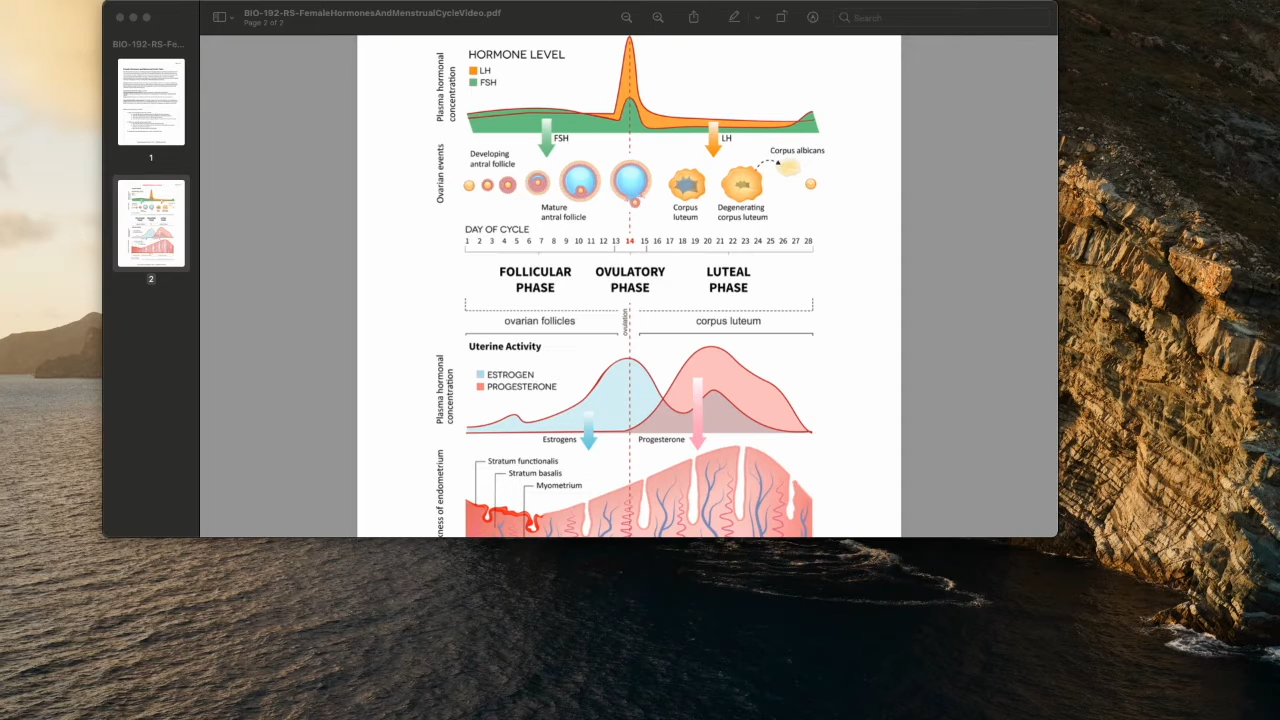 BIO-192-RS-FemaleHormonesAndMenstrualCycleVideo.pdf
Page 2 of 2
Search
BIO-192-RS-Fe...
1
2
HORMONE LEVEL
LH
FSH
Plasma hormonal
concentration
FSH
LH
Ovarian events
Developing
antral follicle
Corpus albicans
Mature
antral follicle
Corpus
luteum
Degenerating
corpus luteum
DAY OF CYCLE
1 2 3 4 5 6 7 8 9 10 11 12 13 14 15 16 17 18 19 20 21 22 23 24 25 26 27 28
FOLLICULAR
PHASE
OVULATORY
PHASE
LUTEAL
PHASE
ovarian follicles
ovulation
corpus luteum
Uterine Activity
Plasma hormonal
concentration
ESTROGEN
PROGESTERONE
Estrogens
Progesterone
Stratum functionalis
Stratum basalis
Myometrium
kness of endometrium